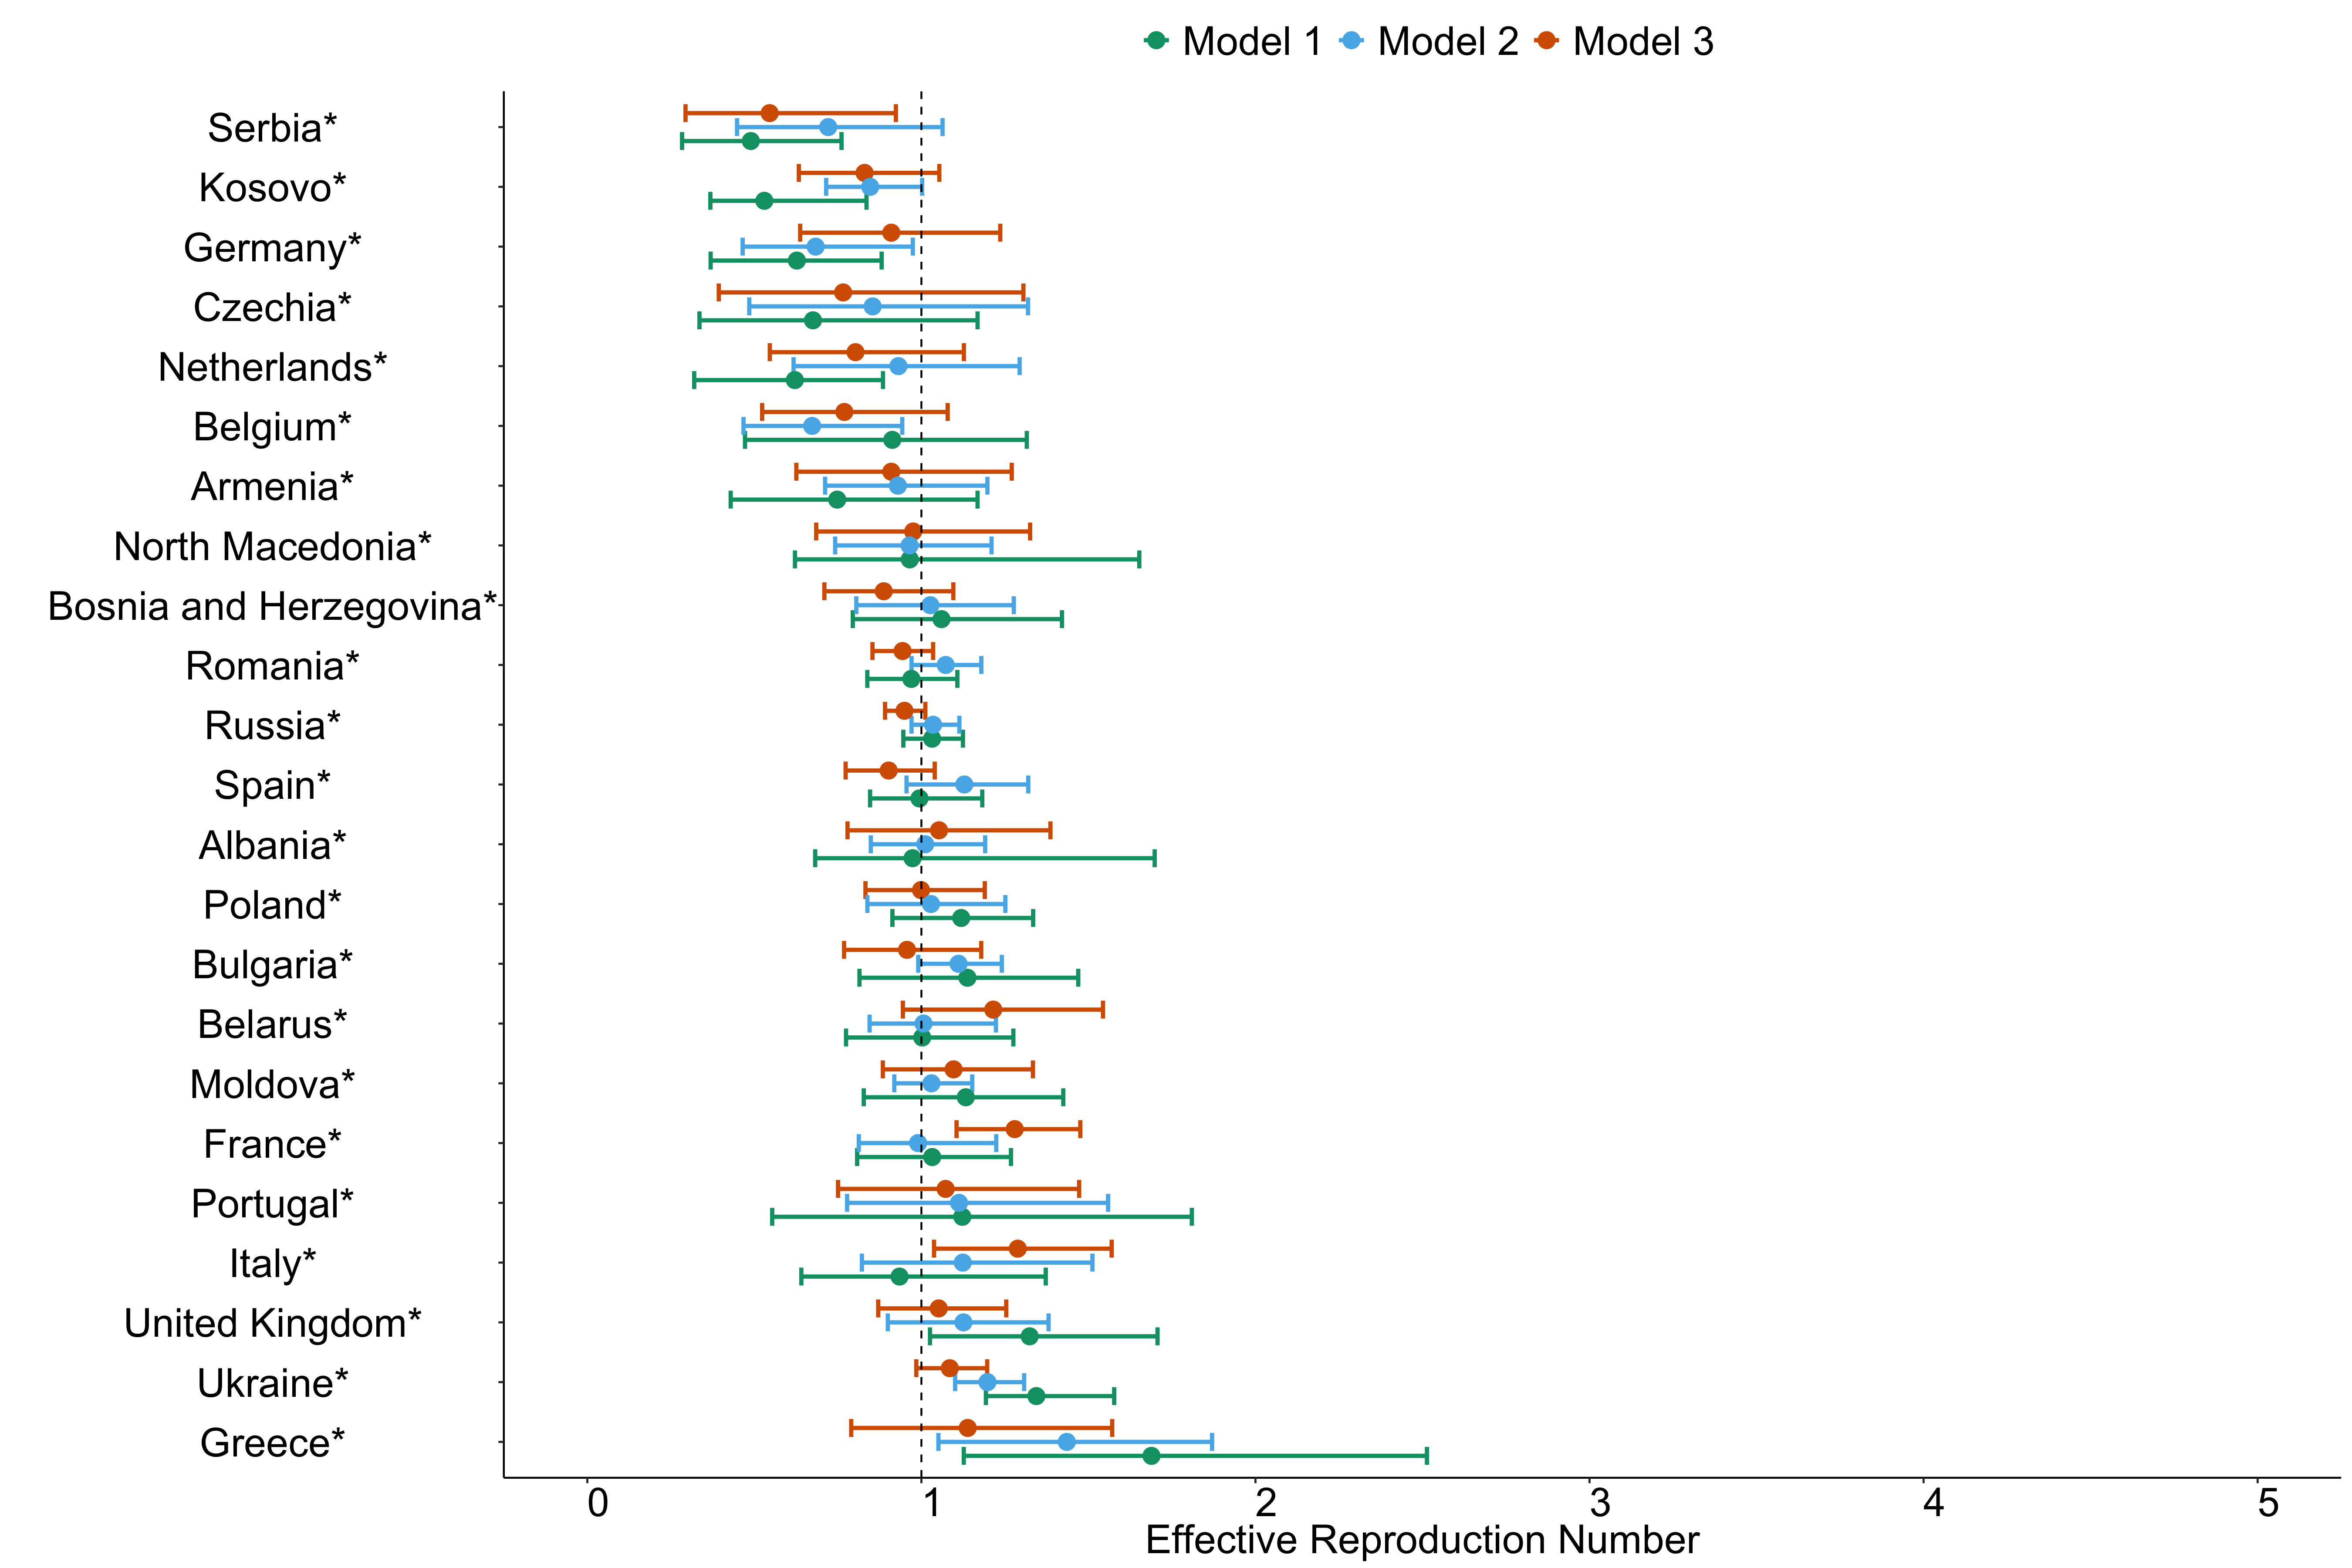 Model 1 Model 2 Model 3
Serbia*
Kosovo*
Germany*
Czechia*
Netherlands*
Belgium*
Armenia*
North Macedonia*
Bosnia and Herzegovina*
Romania*
Russia*
Spain*
Albania*
Poland*
Bulgaria*
Belarus*
Moldova*
France*
Portugal*
Italy*
United Kingdom*
Ukraine*
Greece*
0 1 2 3 4 5
Effective Reproduction Number